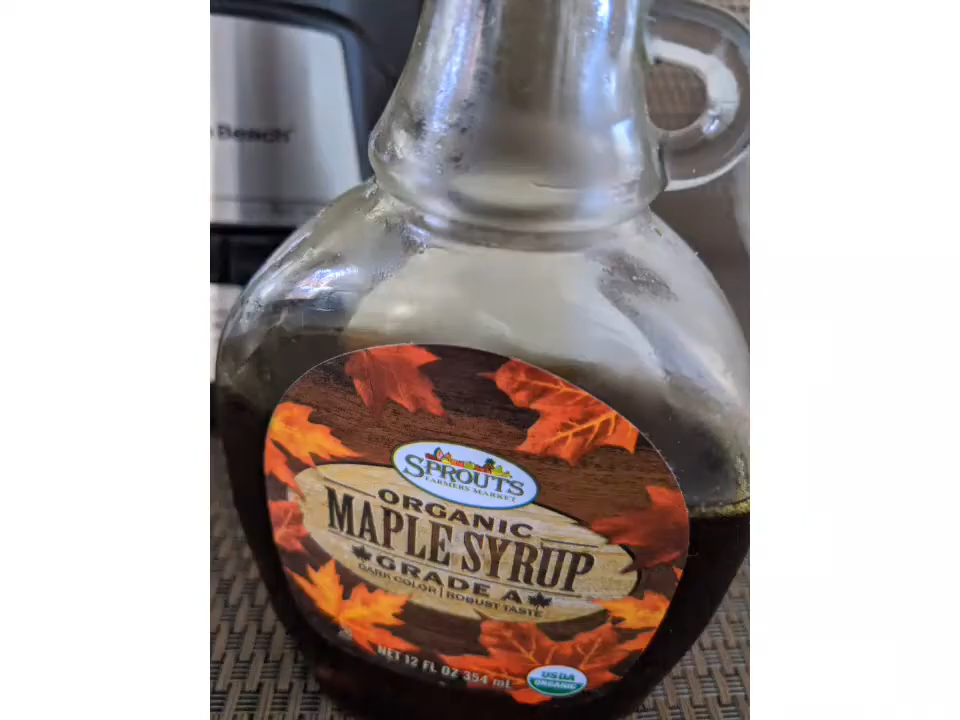 Beach
SPROUTS
FARMERS MARKET
ORGANIC
MAPLE SYRUP
GRADE A
DARK COLOR | ROBUST TASTE
NET 12 FL OZ 354 mL
USDA
ORGANIC